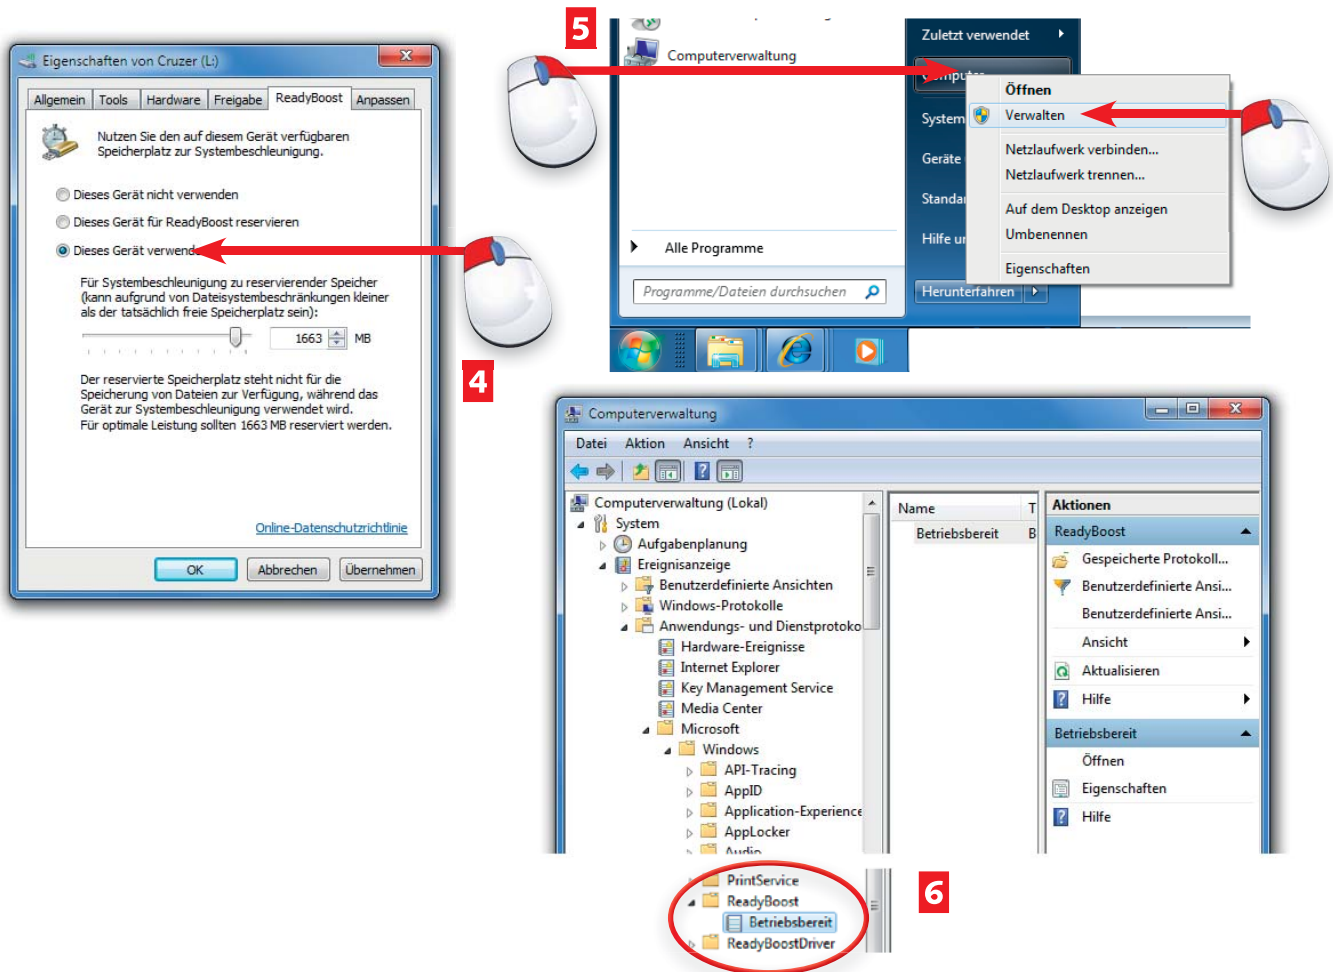 Eigenschaften von Cruzer (L:)
Allgemein Tools Hardware Freigabe ReadyBoost Anpassen
Nutzen Sie den auf diesem Gerät verfügbaren
Speicherplatz zur Systembeschleunigung.
Dieses Gerät nicht verwenden
Dieses Gerät für ReadyBoost reservieren
Dieses Gerät verwend
Für Systembeschleunigung zu reservierender Speicher
(kann aufgrund von Dateisystembeschränkungen kleiner
als der tatsächlich freie Speicherplatz sein):
1663 MB
Der reservierte Speicherplatz steht nicht für die
Speicherung von Dateien zur Verfügung, während das
Gerät zur Systembeschleunigung verwendet wird.
Für optimale Leistung sollten 1663 MB reserviert werden.
Online-Datenschutzrichtlinie
OK Abbrechen Übernehmen
4
5
Computerverwaltung
Alle Programme
Programme/Dateien durchsuchen
Zuletzt verwendet
Computer
System
Geräte
Standa
Hilfe un
Herunterfahren
Öffnen
Verwalten
Netzlaufwerk verbinden...
Netzlaufwerk trennen...
Auf dem Desktop anzeigen
Umbenennen
Eigenschaften
Computerverwaltung
Datei Aktion Ansicht ?
Computerverwaltung (Lokal)
System
Aufgabenplanung
Ereignisanzeige
Benutzerdefinierte Ansichten
Windows-Protokolle
Anwendungs- und Dienstprotoko
Hardware-Ereignisse
Internet Explorer
Key Management Service
Media Center
Microsoft
Windows
API-Tracing
AppID
Application-Experience
AppLocker
Audio
PrintService
ReadyBoost
Betriebsbereit
ReadyBoostDriver
Name T
Betriebsbereit B
Aktionen
ReadyBoost
Gespeicherte Protokoll...
Benutzerdefinierte Ansi...
Benutzerdefinierte Ansi...
Ansicht
Aktualisieren
Hilfe
Betriebsbereit
Öffnen
Eigenschaften
Hilfe
6